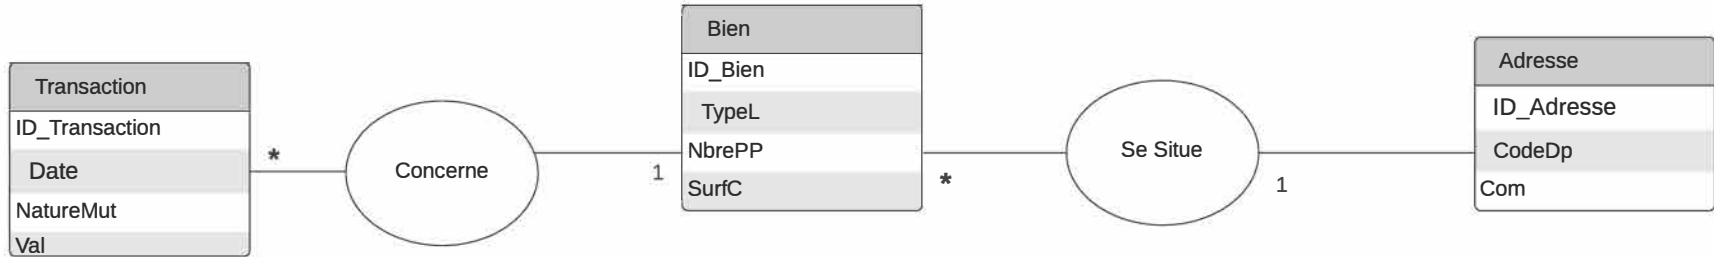 Transaction
ID_Transaction
Date
NatureMut
Val
*
Concerne
1
Bien
ID_Bien
TypeL
NbrePP
SurfC
*
Se Situe
1
Adresse
ID_Adresse
CodeDp
Com